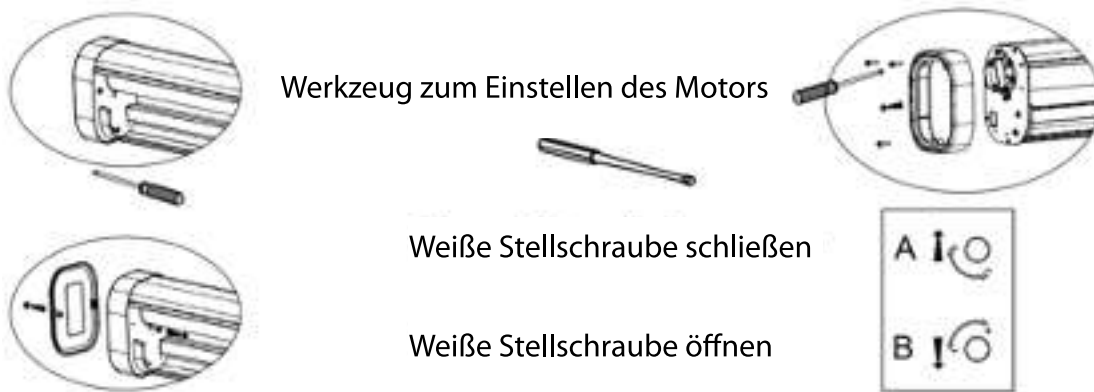 Werkzeug zum Einstellen des Motors
Weiße Stellschraube schließen
A
Weiße Stellschraube öffnen
B